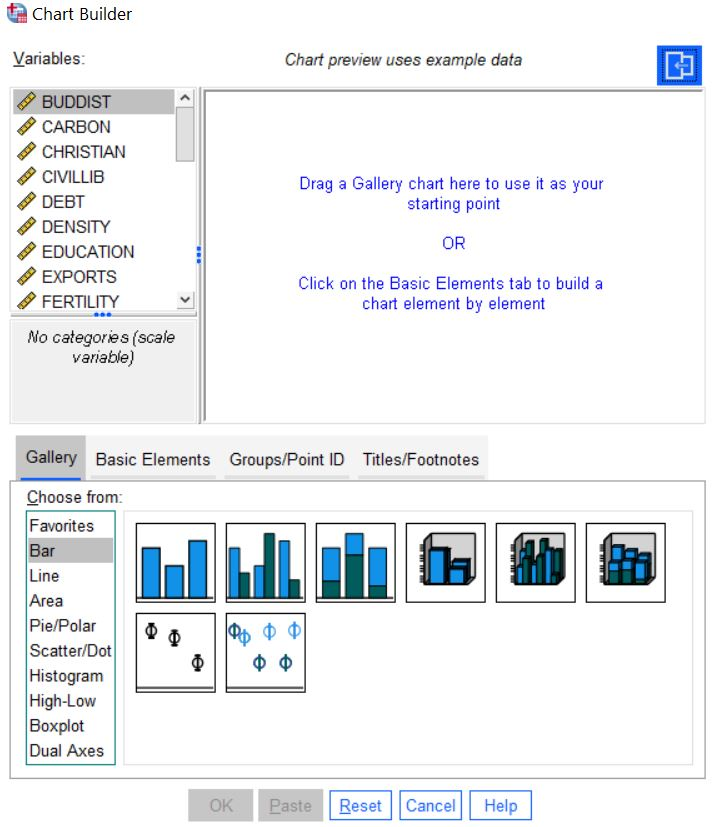 Chart Builder
Variables:
Chart preview uses example data
BUDDIST
CARBON
CHRISTIAN
CIVILLIB
DEBT
DENSITY
EDUCATION
EXPORTS
FERTILITY
No categories (scale
variable)
Drag a Gallery chart here to use it as your
starting point
OR
Click on the Basic Elements tab to build a
chart element by element
Gallery Basic Elements Groups/Point ID Titles/Footnotes
Choose from:
Favorites
Bar
Line
Area
Pie/Polar
Scatter/Dot
Histogram
High-Low
Boxplot
Dual Axes
OK Paste Reset Cancel Help